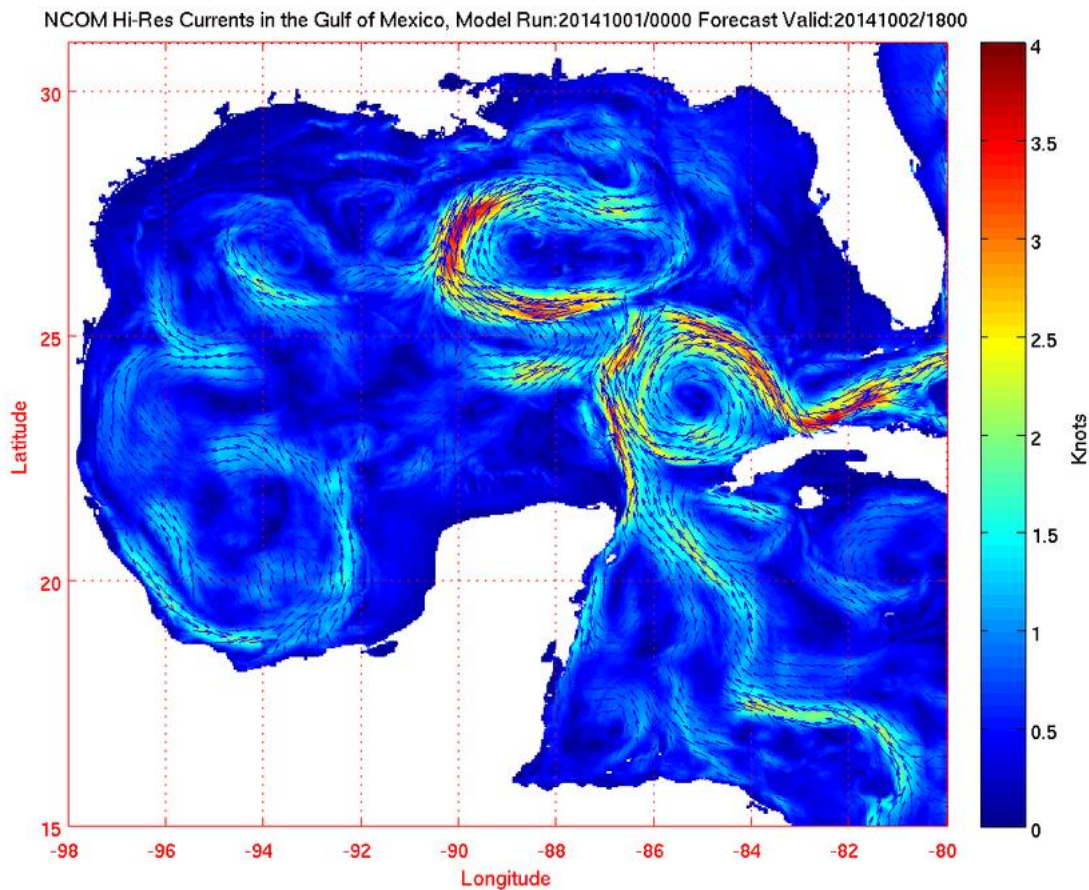 NCOM Hi-Res Currents in the Gulf of Mexico, Model Run:20141001/0000 Forecast Valid:20141002/1800
4
3.5
3
2.5
2
1.5
1
0.5
0
Knots
30
25
20
15
Latitude
-98 -96 -94 -92 -90 -88 -86 -84 -82 -80
Longitude